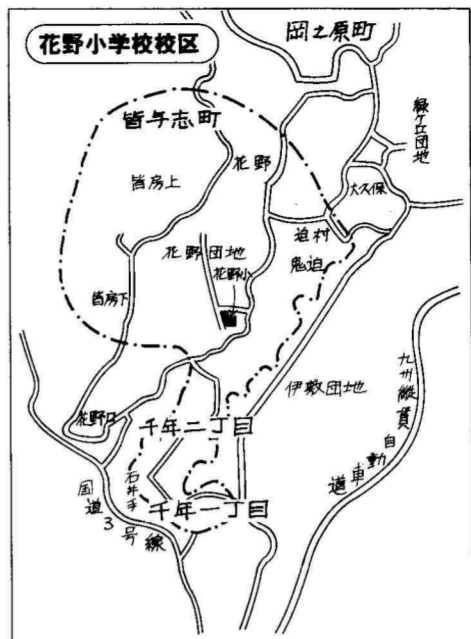 花野小学校校区
岡之原町
緑ヶ丘団地
皆与志町
花野
皆房上
大久保
迫村
花野団地
鬼迫
花野小
皆房下
伊敷団地
九州縦貫自動車道
花野口
千年二丁目
石井手
千年一丁目
国道3号線